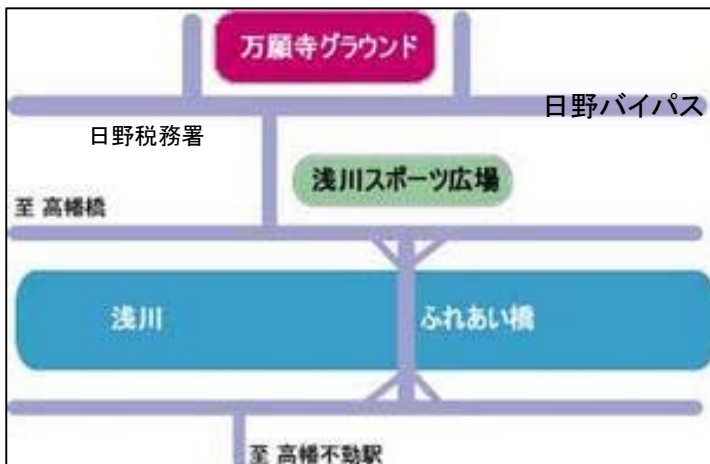 万願寺グラウンド
日野バイパス
日野税務署
浅川スポーツ広場
至 高幡橋
浅川
ふれあい橋
至 高幡不動駅